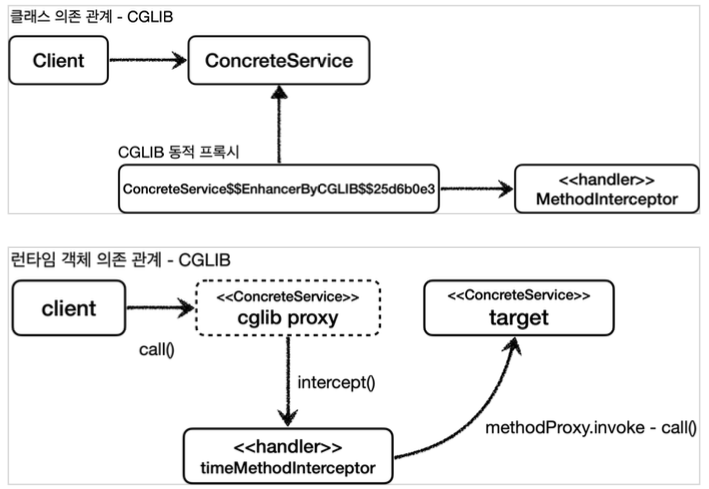 클래스 의존 관계 - CGLIB
Client
ConcreteService
CGLIB 동적 프록시
ConcreteService$$EnhancerByCGLIB$$25d6b0e3
<<handler>>
MethodInterceptor
런타임 객체 의존 관계 - CGLIB
client
<<ConcreteService>>
cglib proxy
<<ConcreteService>>
target
call()
intercept()
methodProxy.invoke - call()
<<handler>>
timeMethodInterceptor